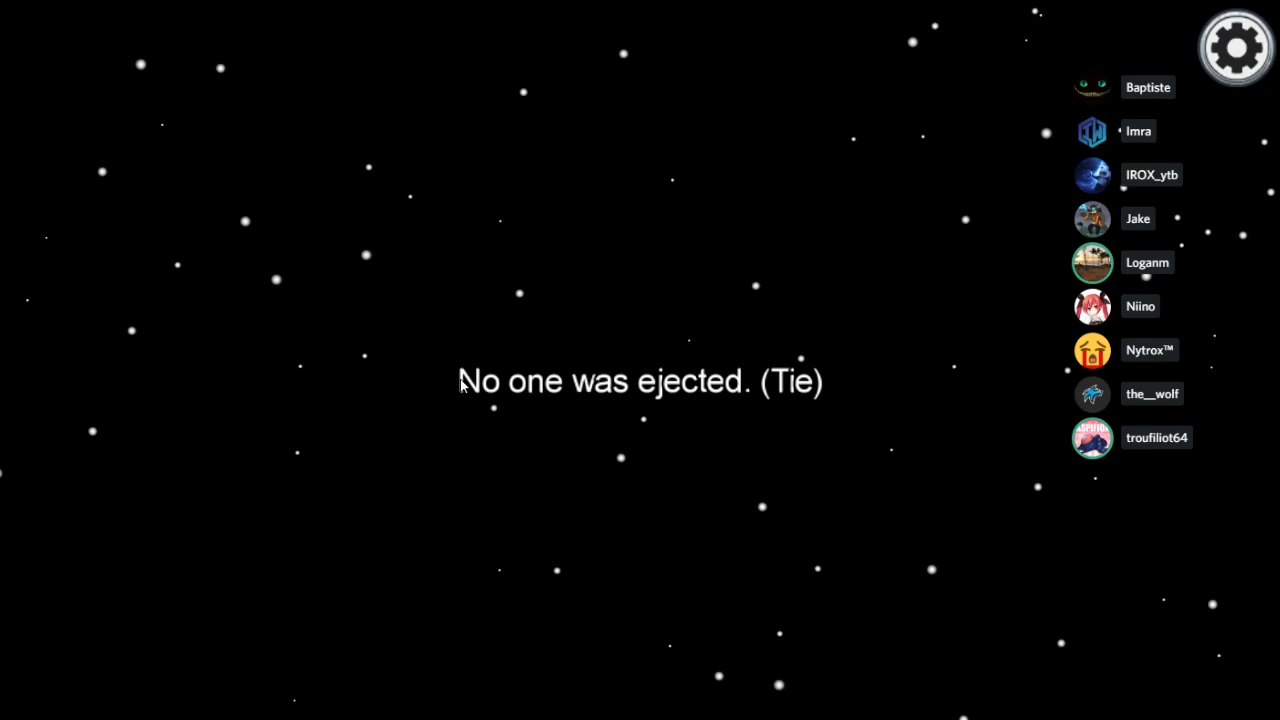 Baptiste
Imra
IROX_ytb
Jake
Loganm
Niino
No one was ejected. (Tie)
Nytrox™
the__wolf
troufiliot64